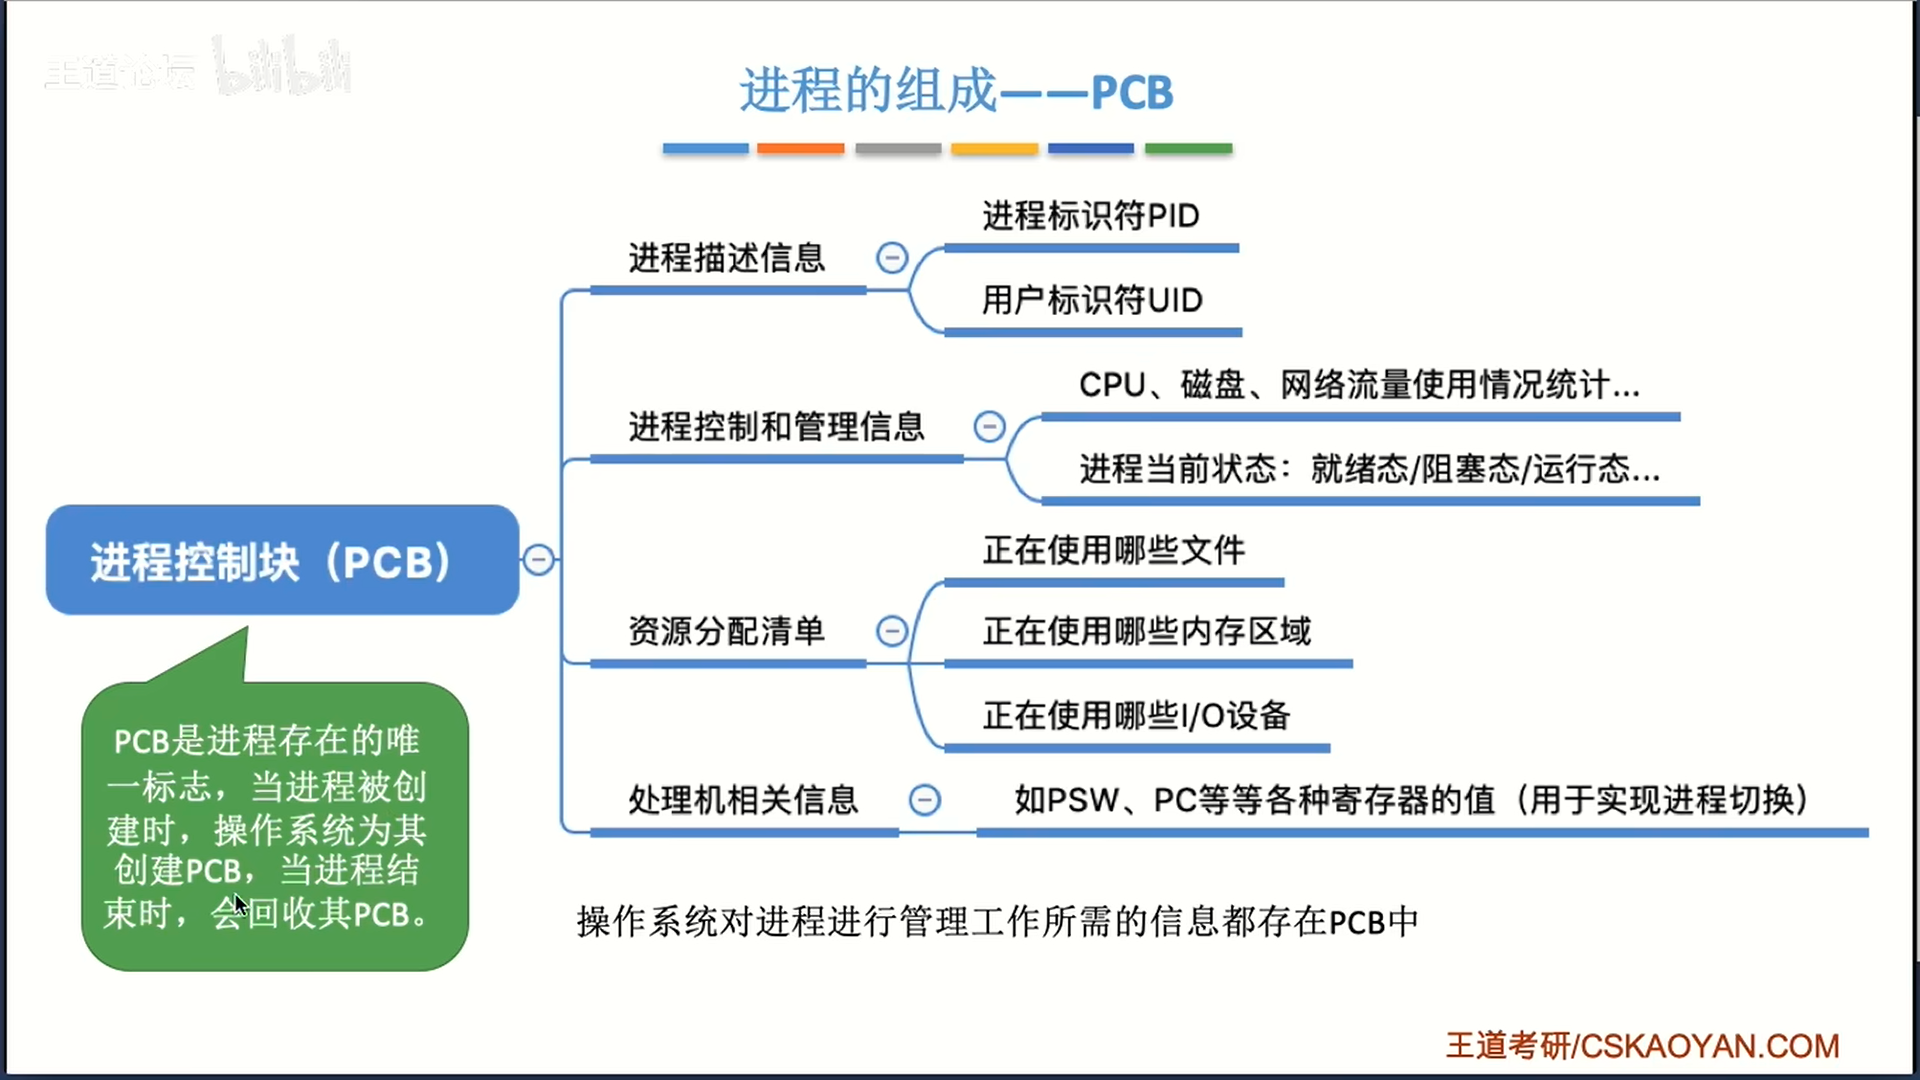 王道论坛 bilibili
进程的组成——PCB
进程控制块（PCB）
进程描述信息
进程标识符PID
用户标识符UID
进程控制和管理信息
CPU、磁盘、网络流量使用情况统计...
进程当前状态：就绪态/阻塞态/运行态...
资源分配清单
正在使用哪些文件
正在使用哪些内存区域
正在使用哪些I/O设备
处理机相关信息
如PSW、PC等等各种寄存器的值（用于实现进程切换）
PCB是进程存在的唯
一标志，当进程被创
建时，操作系统为其
创建PCB，当进程结
束时，会回收其PCB。
操作系统对进程进行管理工作所需的信息都存在PCB中
王道考研/CSKAOYAN.COM